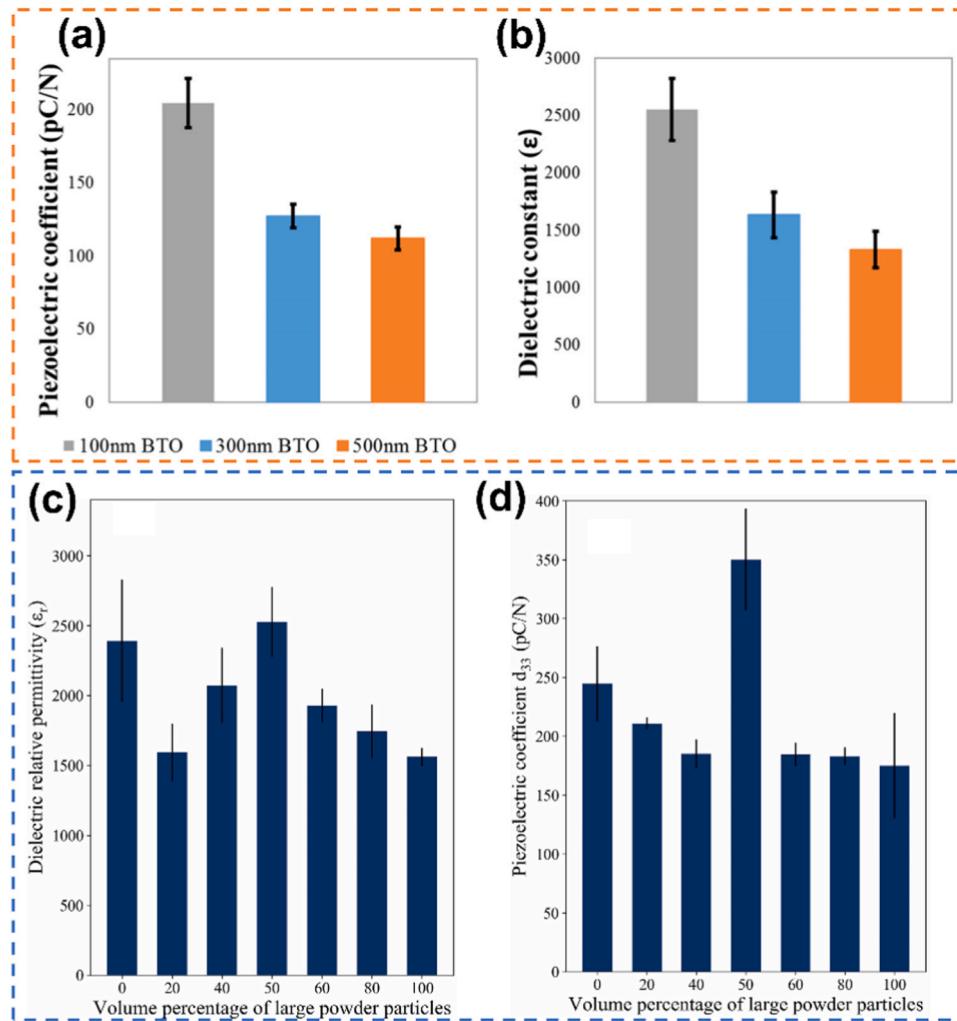 (a)
Piezoelectric coefficient (pC/N)
200
150
100
50
0
(b)
Dielectric constant (ε)
3000
2500
2000
1500
1000
500
0
100nm BTO 300nm BTO 500nm BTO
(c)
Dielectric relative permittivity (εr)
3000
2500
2000
1500
1000
500
0
0 20 40 50 60 80 100
Volume percentage of large powder particles
(d)
Piezoelectric coefficient d33 (pC/N)
400
350
300
250
200
150
100
50
0
0 20 40 50 60 80 100
Volume percentage of large powder particles